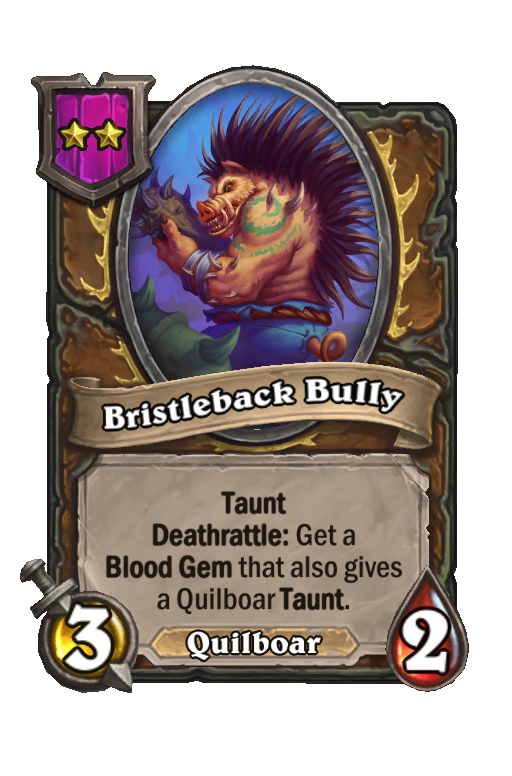 Bristleback Bully
Taunt
Deathrattle: Get a
Blood Gem that also gives
a Quilboar Taunt.
3
Quilboar
2